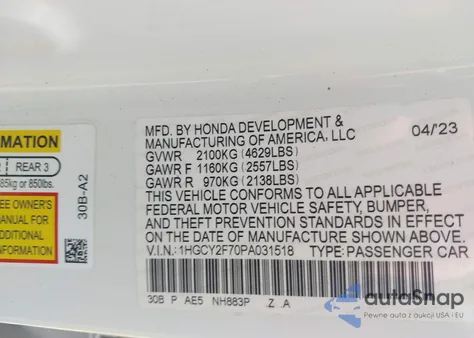 RMATION
REAR 3
85kg or 850lbs.
EE OWNER'S
MANUAL FOR
ADDITIONAL
FORMATION
30B-A2
MFD. BY HONDA DEVELOPMENT &
MANUFACTURING OF AMERICA, LLC
04/23
GVWR 2100KG (4629LBS)
GAWR F 1160KG (2557LBS)
GAWR R 970KG (2138LBS)
THIS VEHICLE CONFORMS TO ALL APPLICABLE
FEDERAL MOTOR VEHICLE SAFETY, BUMPER,
AND THEFT PREVENTION STANDARDS IN EFFECT
ON THE DATE OF MANUFACTURE SHOWN ABOVE.
V.I.N.:1HGCY2F70PA031518 TYPE:PASSENGER CAR
30B P AE5 NH883P .Z .A
autoSnap
Pewne auta z aukcji USA i EU